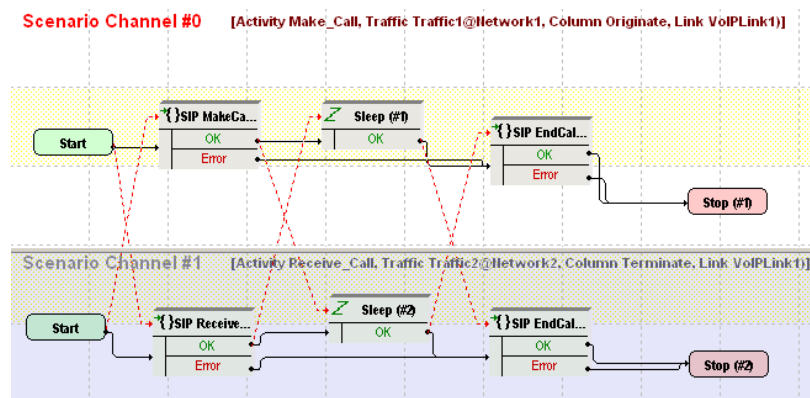 Scenario Channel #0 [Activity Make_Call, Traffic Traffic1@Network1, Column Originate, Link VoIPLink1)]
{}SIP MakeCa...
OK
Error
Sleep (#1)
OK
{}SIP EndCal...
OK
Error
Start
Stop (#1)
Scenario Channel #1 [Activity Receive_Call, Traffic Traffic2@Network2, Column Terminate, Link VoIPLink1)]
Start
{}SIP Receive...
OK
Error
Sleep (#2)
OK
{}SIP EndCal...
OK
Error
Stop (#2)